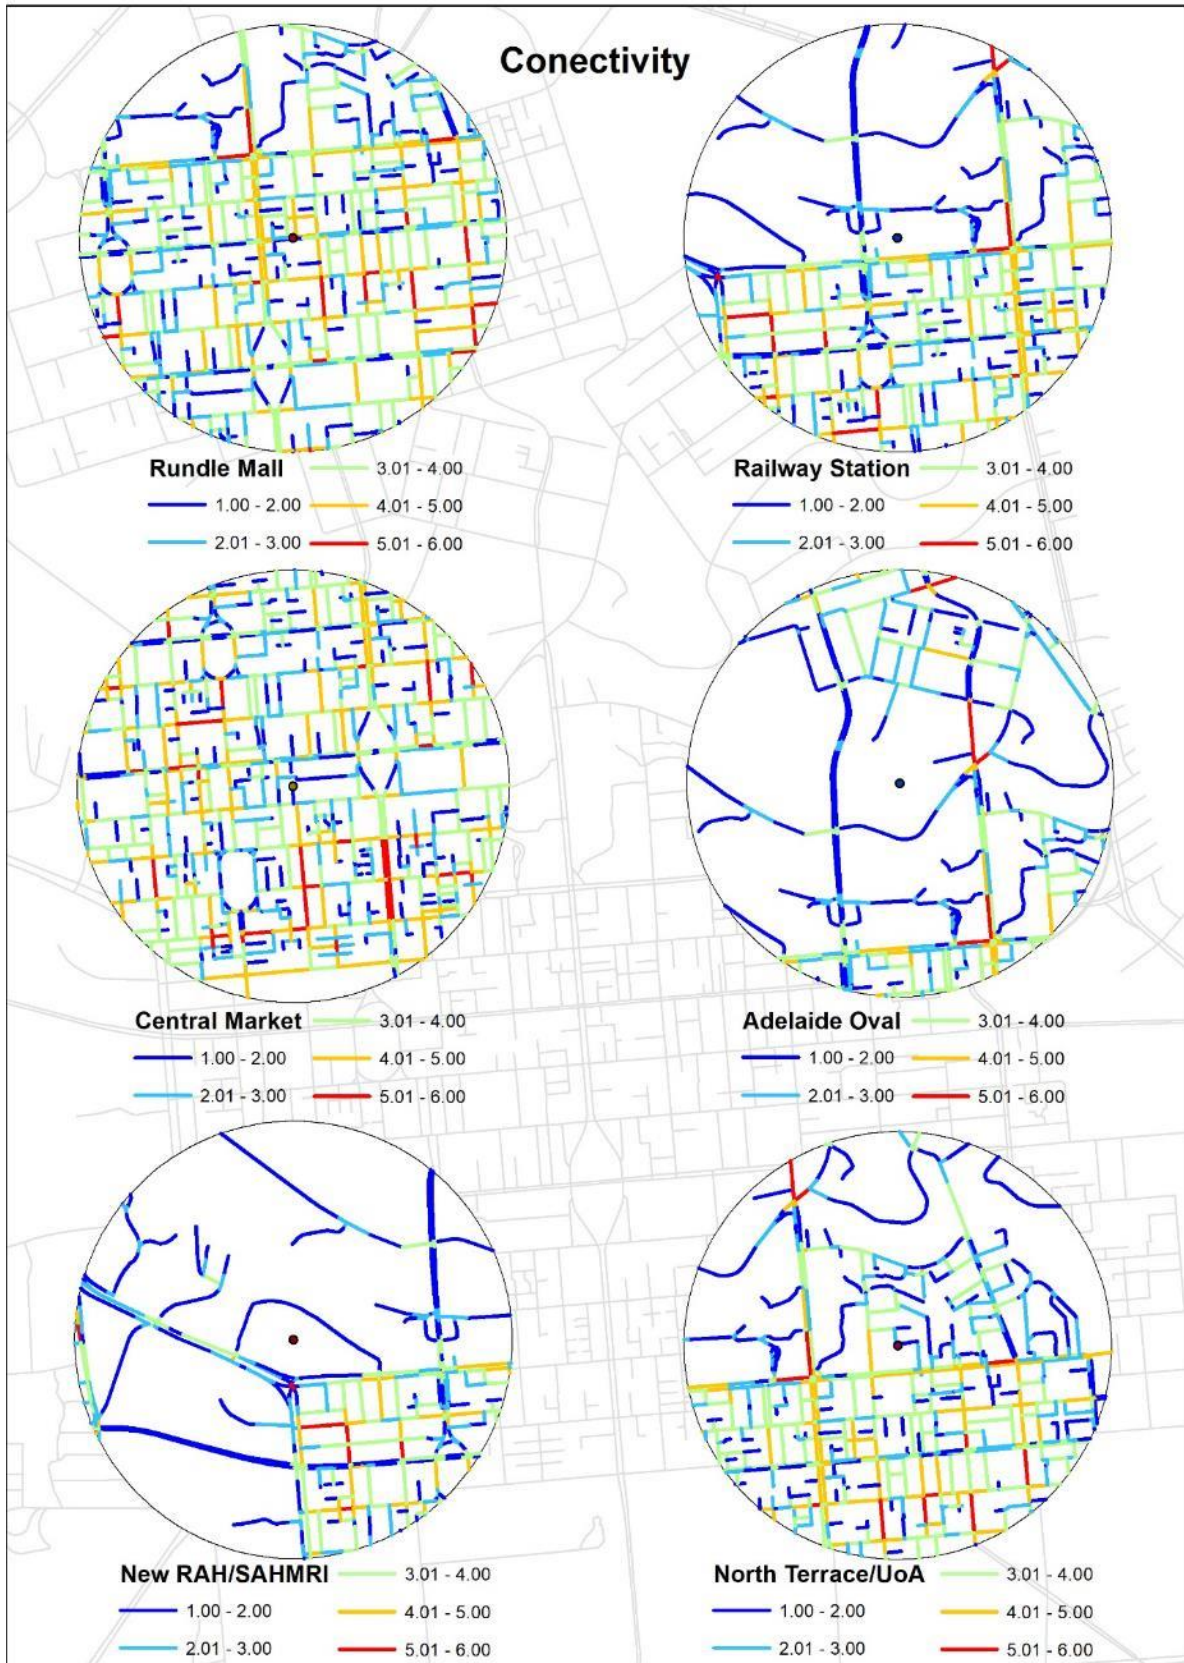 Conectivity
Rundle Mall 3.01 - 4.00
1.00 - 2.00 4.01 - 5.00
2.01 - 3.00 5.01 - 6.00
Railway Station 3.01 - 4.00
1.00 - 2.00 4.01 - 5.00
2.01 - 3.00 5.01 - 6.00
Central Market 3.01 - 4.00
1.00 - 2.00 4.01 - 5.00
2.01 - 3.00 5.01 - 6.00
Adelaide Oval 3.01 - 4.00
1.00 - 2.00 4.01 - 5.00
2.01 - 3.00 5.01 - 6.00
New RAH/SAHMRI 3.01 - 4.00
1.00 - 2.00 4.01 - 5.00
2.01 - 3.00 5.01 - 6.00
North Terrace/UoA 3.01 - 4.00
1.00 - 2.00 4.01 - 5.00
2.01 - 3.00 5.01 - 6.00